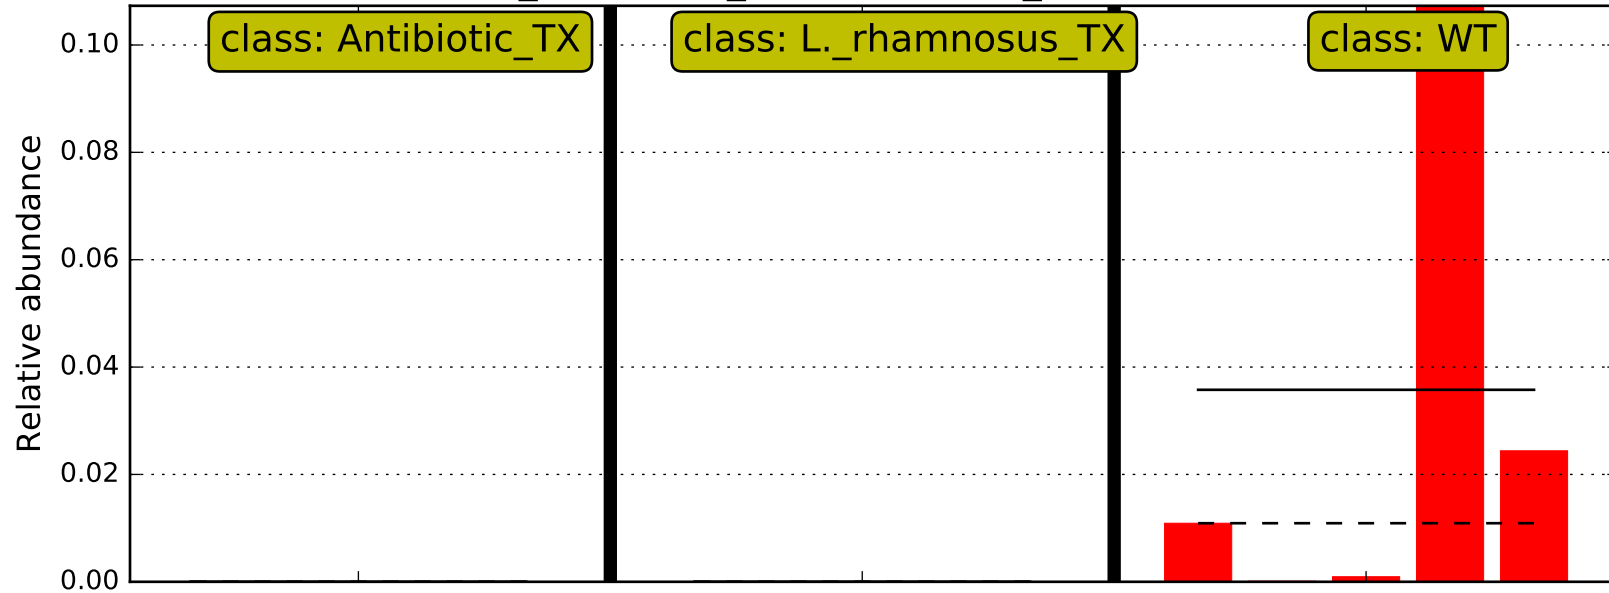 class: Antibiotic_TX
class: L._rhamnosus_TX
class: WT
Relative abundance
0.10
0.08
0.06
0.04
0.02
0.00